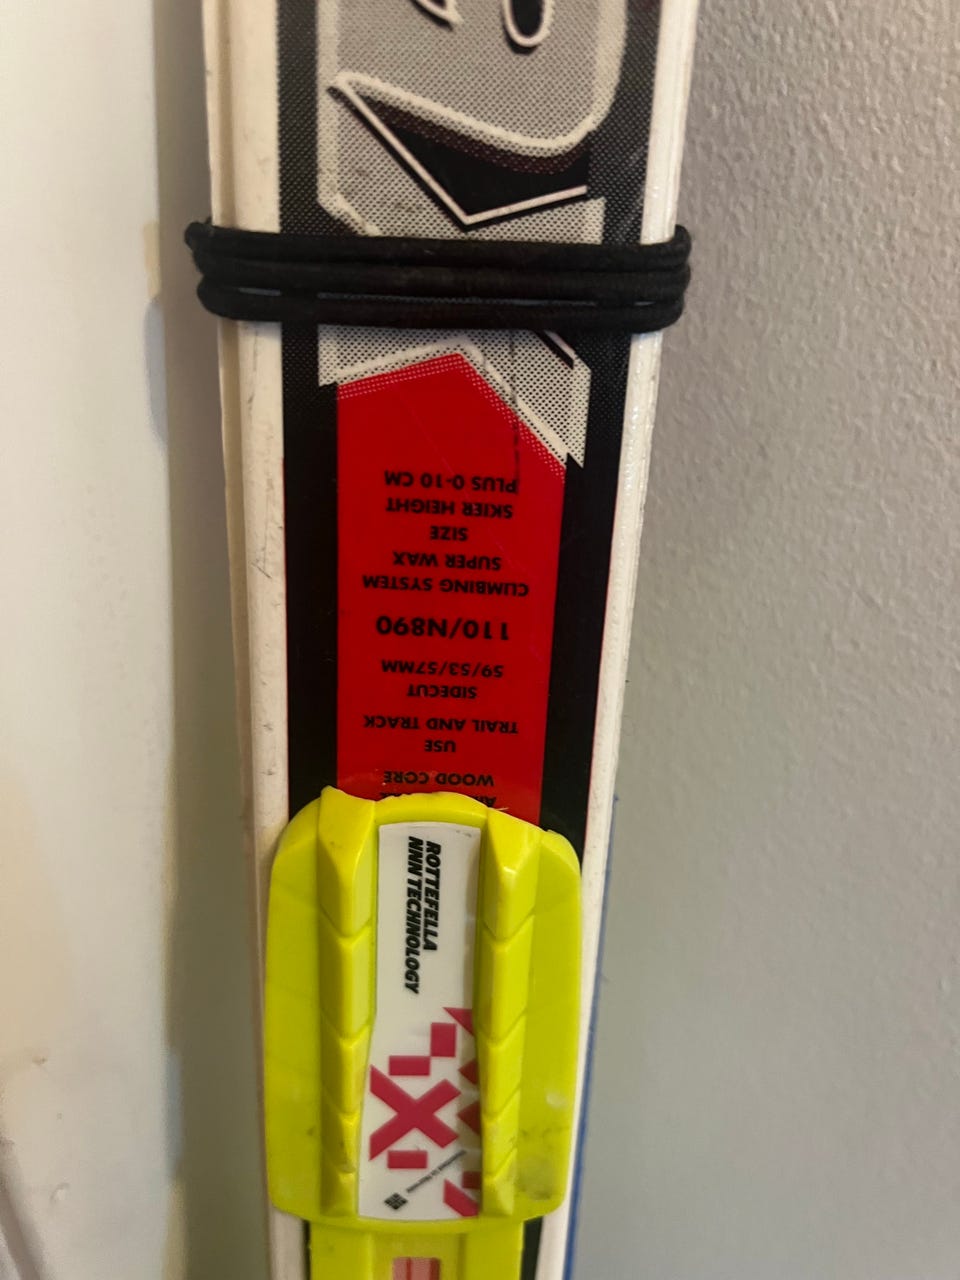 WOOD CORE
USE
TRAIL AND TRACK
SIDECUT
59/53/57MM
110/N890
CLIMBING SYSTEM
SUPER WAX
SIZE
SKIER HEIGHT
PLUS 0-10 CM
ROTTEFELLA
NNN TECHNOLOGY